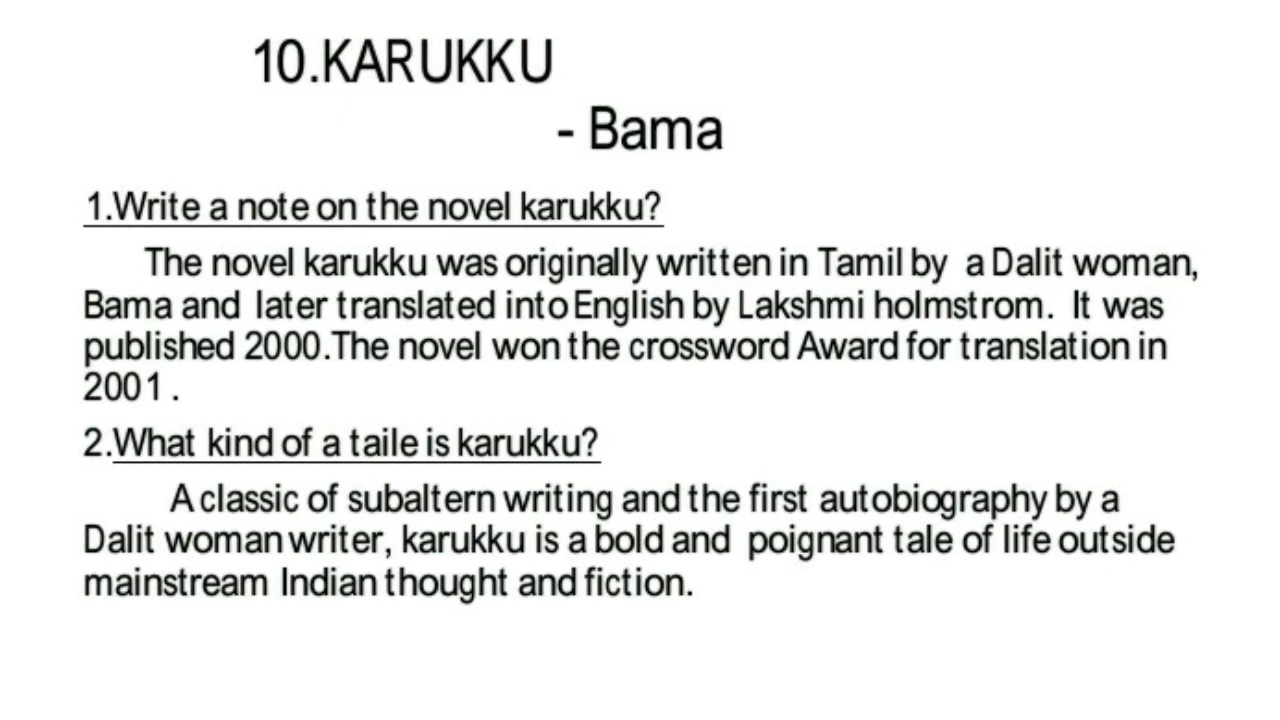 10.KARUKKU
- Bama
1.Write a note on the novel karukku?
The novel karukku was originally written in Tamil by a Dalit woman,
Bama and later translated into English by Lakshmi holmstrom. It was
published 2000.The novel won the crossword Award for translation in
2001 .
2.What kind of a taile is karukku?
A classic of subaltern writing and the first autobiography by a
Dalit woman writer, karukku is a bold and poignant tale of life outside
mainstream Indian thought and fiction.